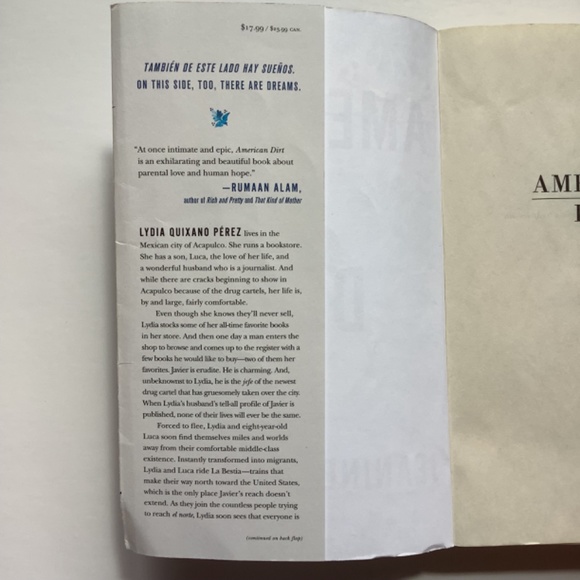 $17.99 / $23.99 CAN.
TAMBIÉN DE ESTE LADO HAY SUEÑOS.
ON THIS SIDE, TOO, THERE ARE DREAMS.
"At once intimate and epic, American Dirt
is an exhilarating and beautiful book about
parental love and human hope."
—RUMAAN ALAM,
author of Rich and Pretty and That Kind of Mother
LYDIA QUIXANO PÉREZ lives in the
Mexican city of Acapulco. She runs a bookstore.
She has a son, Luca, the love of her life, and
a wonderful husband who is a journalist. And
while there are cracks beginning to show in
Acapulco because of the drug cartels, her life is,
by and large, fairly comfortable.
Even though she knows they'll never sell,
Lydia stocks some of her all-time favorite books
in her store. And then one day a man enters the
shop to browse and comes up to the register with a
few books he would like to buy—two of them her
favorites. Javier is erudite. He is charming. And,
unbeknownst to Lydia, he is the jefe of the newest
drug cartel that has gruesomely taken over the city.
When Lydia's husband's tell-all profile of Javier is
published, none of their lives will ever be the same.
Forced to flee, Lydia and eight-year-old
Luca soon find themselves miles and worlds
away from their comfortable middle-class
existence. Instantly transformed into migrants,
Lydia and Luca ride La Bestia—trains that
make their way north toward the United States,
which is the only place Javier's reach doesn't
extend. As they join the countless people trying
to reach el norte, Lydia soon sees that everyone is
(continued on back flap)
AME